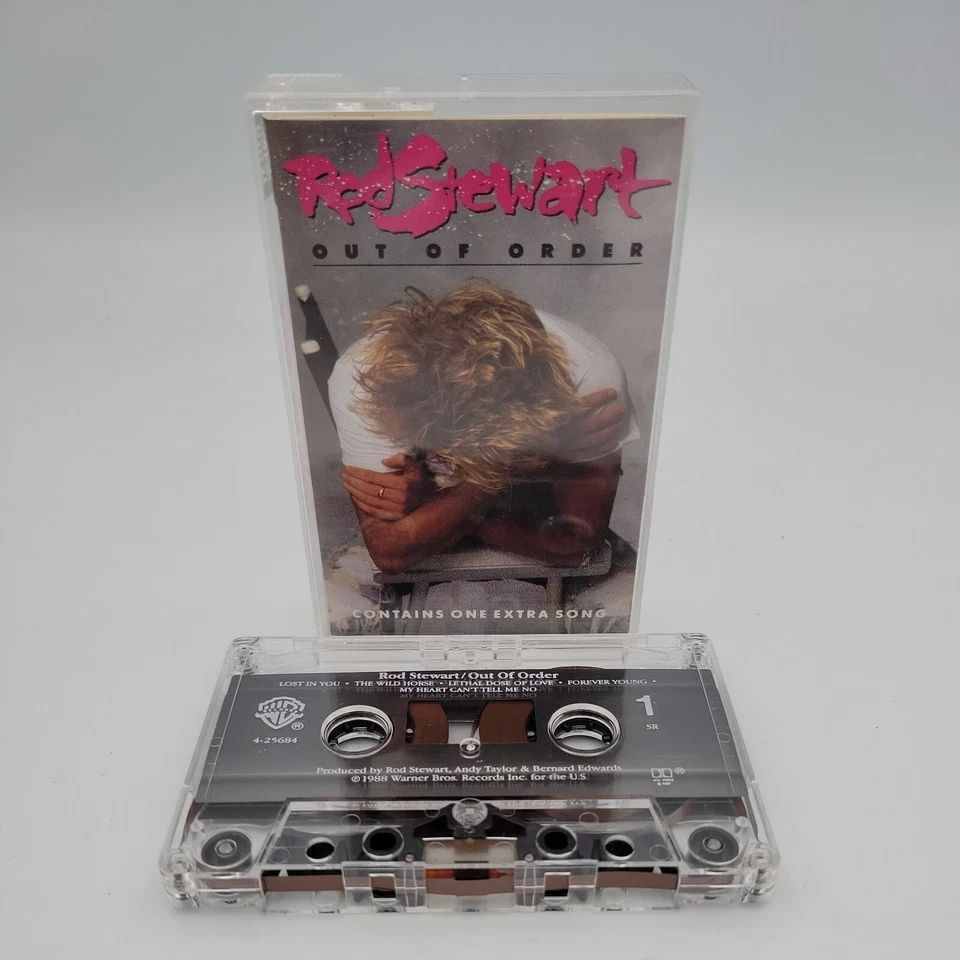 Rod Stewart
OUT OF ORDER
CONTAINS ONE EXTRA SONG
Rod Stewart/Out Of Order
LOST IN YOU • THE WILD HORSE • LETHAL DOSE OF LOVE • FOREVER YOUNG •
MY HEART CAN'T TELL ME NO
WB
®
1
4-25684
SR
Produced by Rod Stewart, Andy Taylor & Bernard Edwards
℗1988 Warner Bros. Records Inc. for the U.S.
®